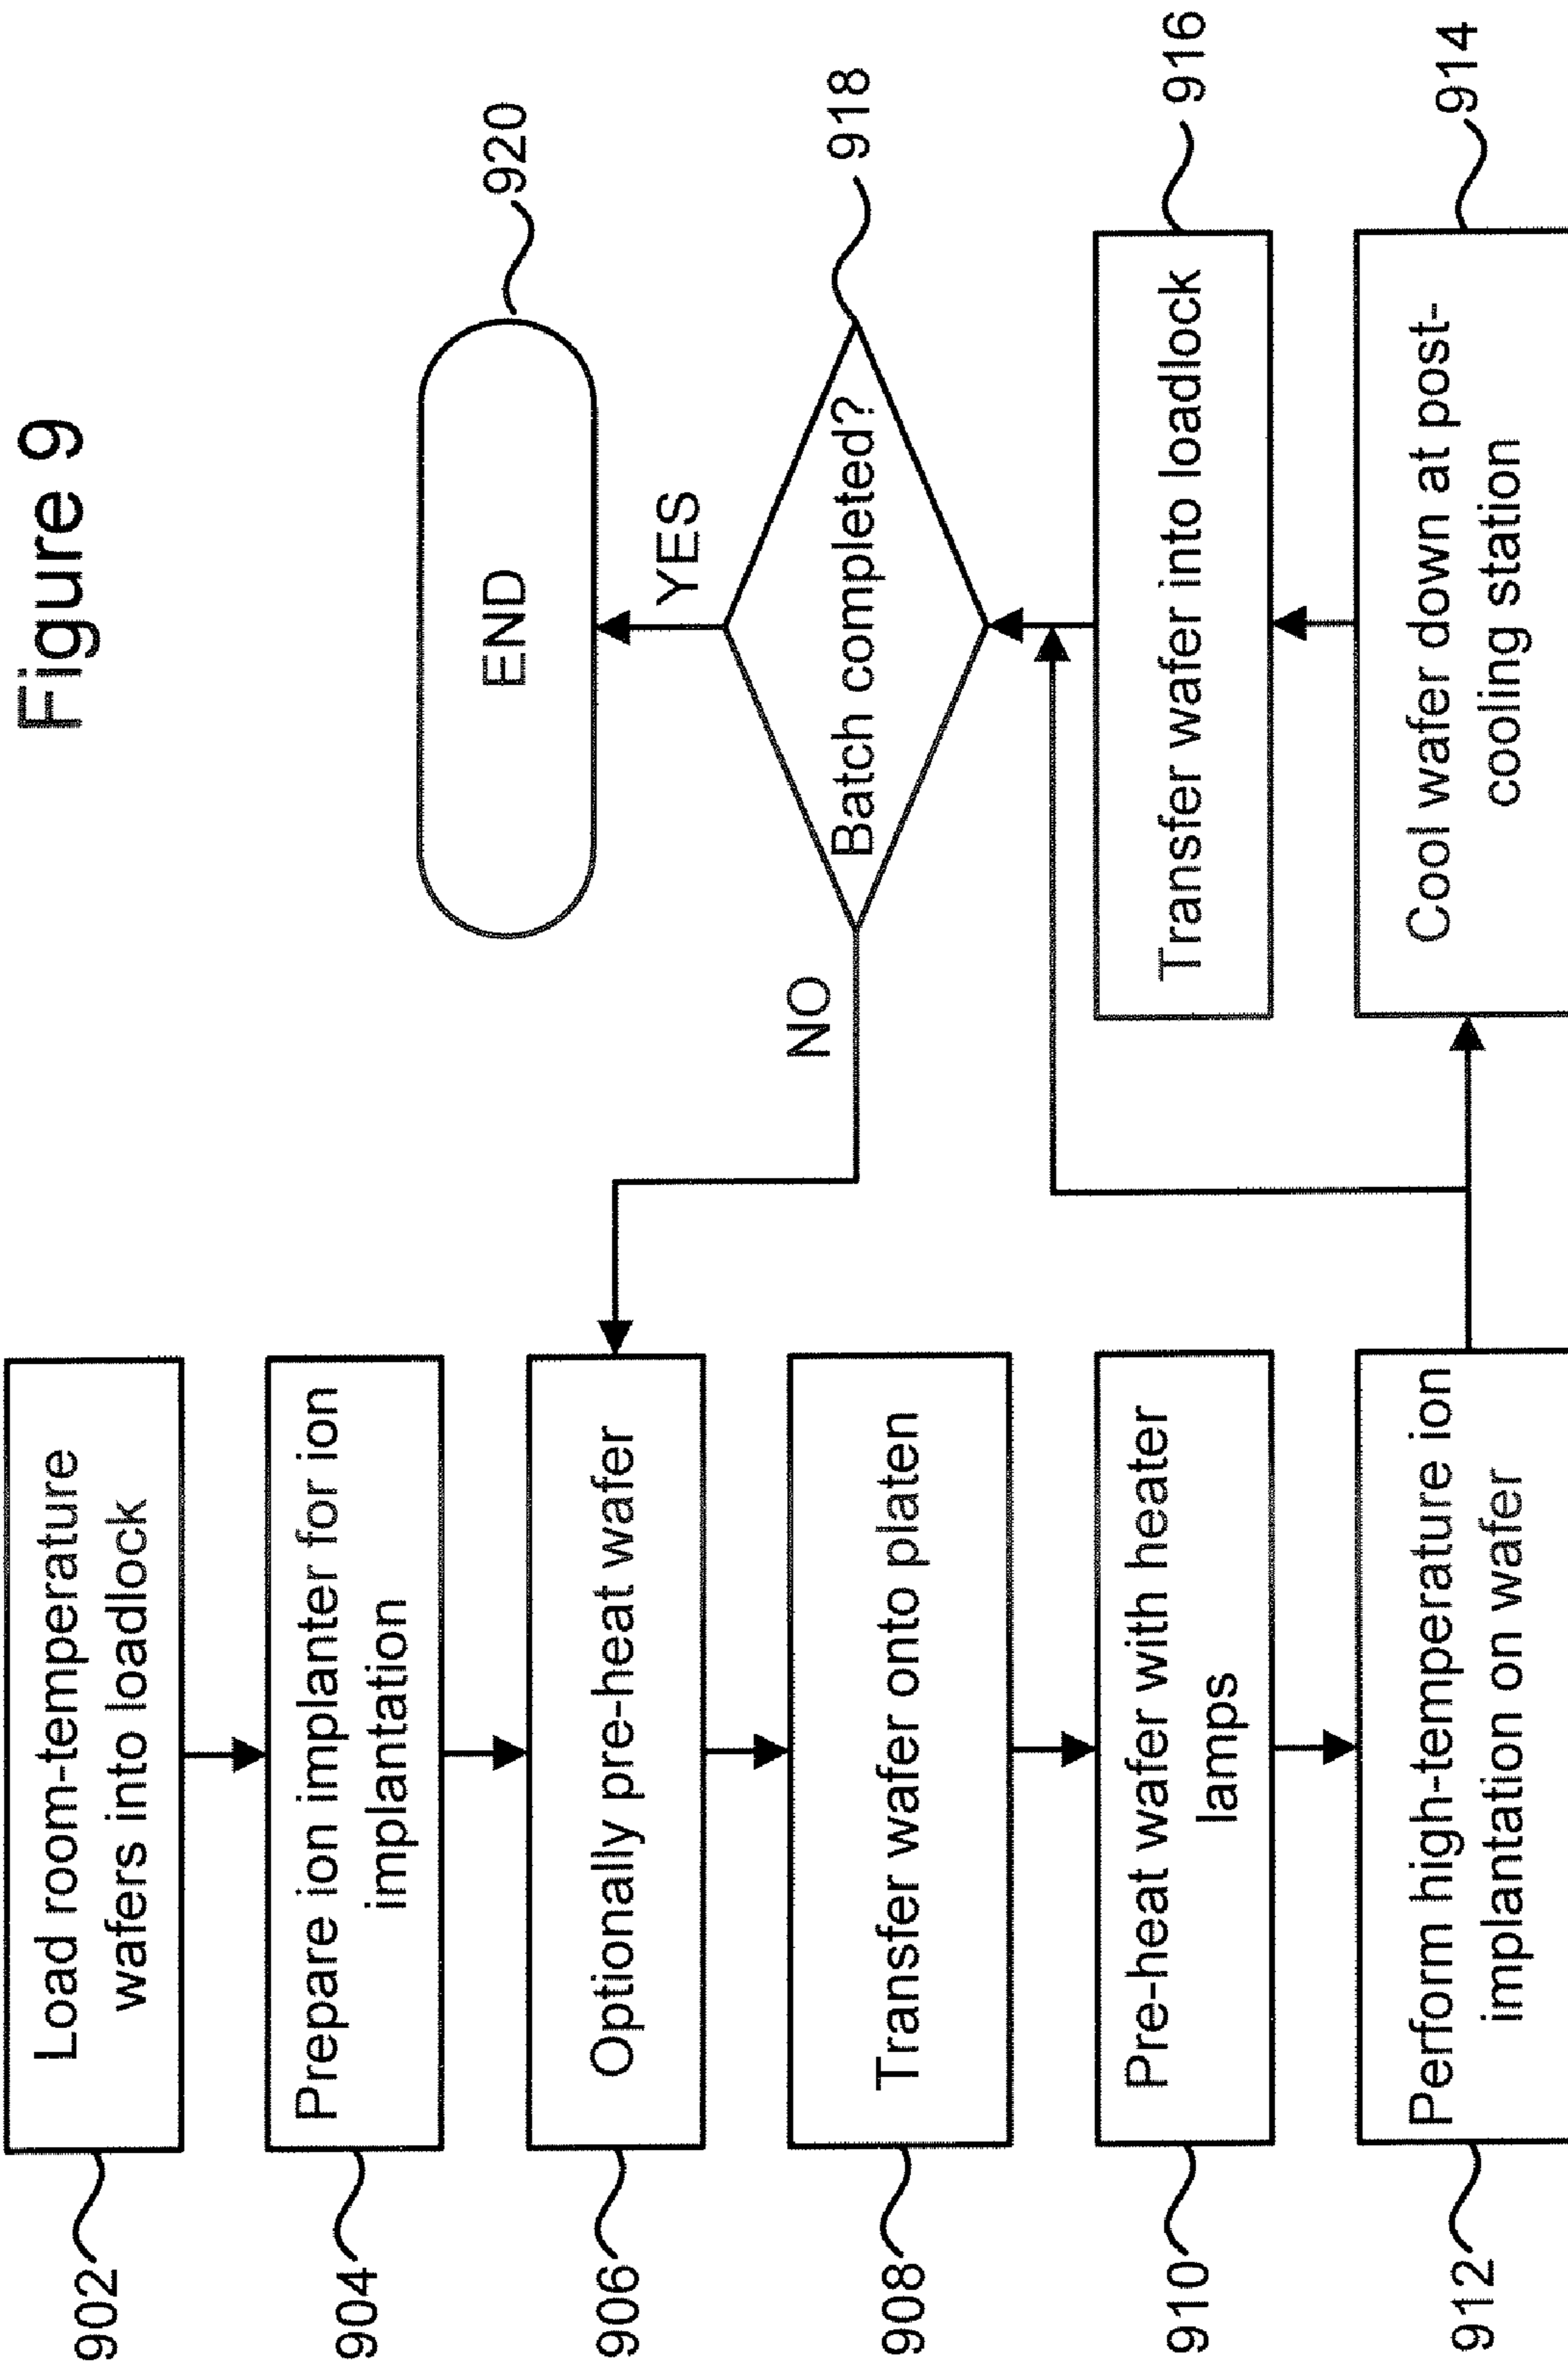 Figure 9
902
Load room-temperature
wafers into loadlock
904
Prepare ion implanter for ion
implantation
906
Optionally pre-heat wafer
908
Transfer wafer onto platen
910
Pre-heat wafer with heater
lamps
912
Perform high-temperature ion
implantation on wafer
914
Cool wafer down at post-
cooling station
916
Transfer wafer into loadlock
918
Batch completed?
NO
YES
920
END